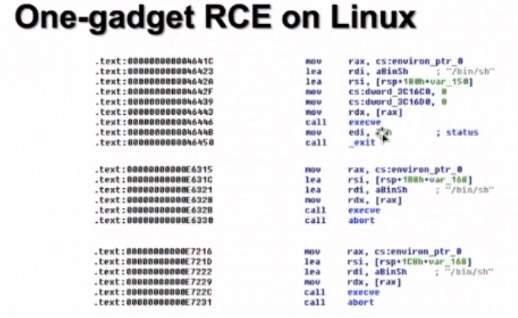 One-gadget RCE on Linux
.text:000000000004641C mov rax, cs:environ_ptr_0
.text:0000000000046423 lea rdi, aBinSh ; "/bin/sh"
.text:000000000004642A lea rsi, [rsp+180h+var_150]
.text:000000000004642F mov cs:dword_3C16C0, 0
.text:0000000000046439 mov cs:dword_3C16D0, 0
.text:0000000000046443 mov rdx, [rax]
.text:0000000000046446 call execve
.text:000000000004644B mov edi, ; status
.text:0000000000046450 call _exit
.text:00000000000E6315 mov rax, cs:environ_ptr_0
.text:00000000000E631C lea rsi, [rsp+1B8h+var_168]
.text:00000000000E6321 lea rdi, aBinSh ; "/bin/sh"
.text:00000000000E6328 mov rdx, [rax]
.text:00000000000E632B call execve
.text:00000000000E6330 call abort
.text:00000000000E7216 mov rax, cs:environ_ptr_0
.text:00000000000E721D lea rsi, [rsp+1C8h+var_168]
.text:00000000000E7222 lea rdi, aBinSh ; "/bin/sh"
.text:00000000000E7229 mov rdx, [rax]
.text:00000000000E722C call execve
.text:00000000000E7231 call abort